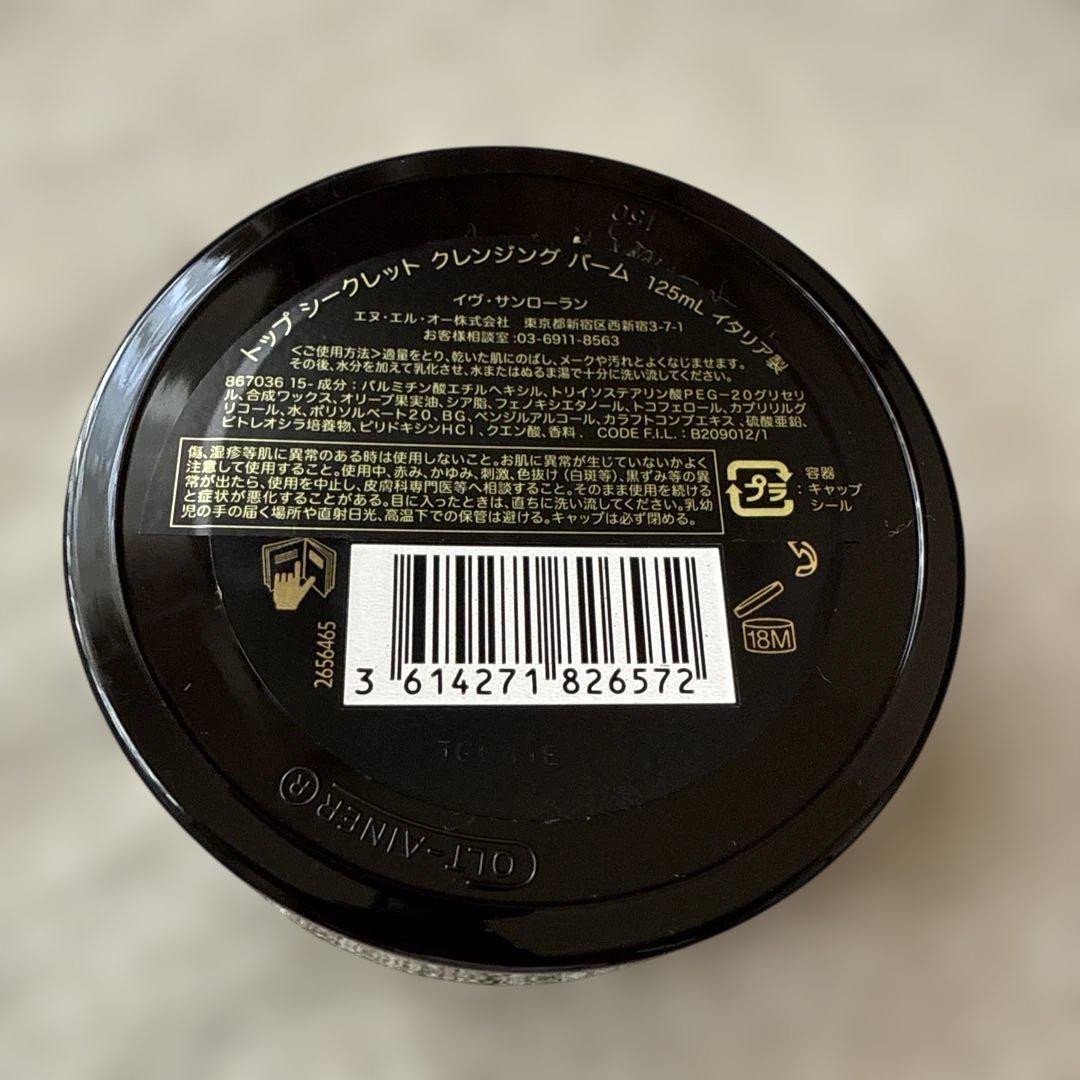 トップ シークレット クレンジング バーム 125mL イタリア製
イヴ・サンローラン
エヌ・エル・オー株式会社 東京都新宿区西新宿3-7-1
お客様相談室:03-6911-8563
<ご使用方法>適量をとり、乾いた肌にのばし、メークや汚れとよくなじませます。
その後、水分を加えて乳化させ、水またはぬるま湯で十分に洗い流してください。
867036 15- 成分：パルミチン酸エチルヘキシル、トリイソステアリン酸PEG-20グリセリ
ル、合成ワックス、オリーブ果実油、シア脂、フェノキシエタノール、トコフェロール、カプリリルグ
リコール、水、ポリソルベート20、BG、ベンジルアルコール、カラフトコンブエキス、硫酸亜鉛、
ビトレオシラ培養物、ピリドキシンHCl、クエン酸、香料. CODE F.I.L.：B209012/1
傷、湿疹等肌に異常のある時は使用しないこと。お肌に異常が生じていないかよく
注意して使用すること。使用中、赤み、かゆみ、刺激、色抜け(白斑等)、黒ずみ等の異
常が出たら、使用を中止し、皮膚科専門医等へ相談すること。そのまま使用を続ける
と症状が悪化することがある。目に入ったときは、直ちに洗い流してください。乳幼
児の手の届く場所や直射日光、高温下での保管は避ける。キャップは必ず閉める。
プラ
容器
：キャップ
シール
2656465
3 614271 826572
18M